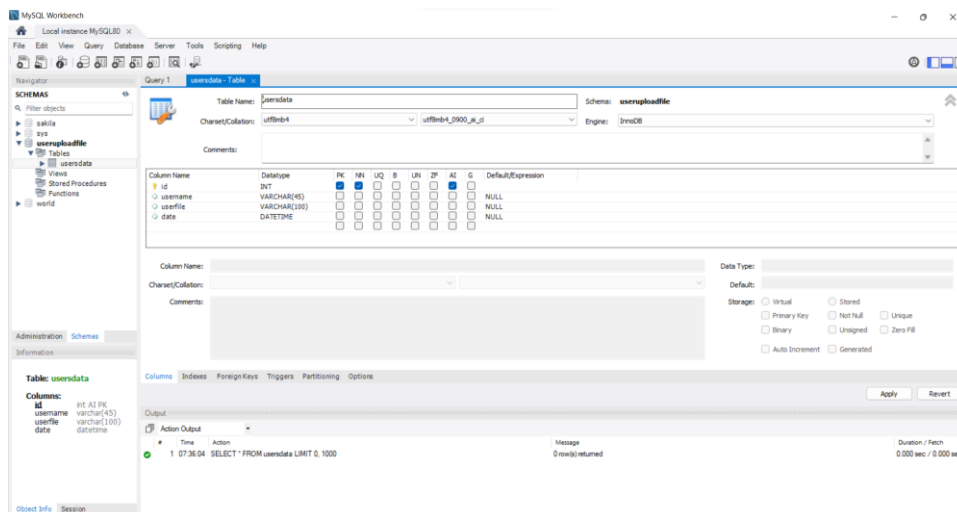 MySQL Workbench
Local instance MySQL80 ×
File Edit View Query Database Server Tools Scripting Help
Navigator
SCHEMAS
Filter objects
sakila
sys
useruploadfile
Tables
usersdata
Views
Stored Procedures
Functions
world
Administration Schemas
Information
Table: usersdata
Columns:
id int AI PK
username varchar(45)
userfile varchar(100)
date datetime
Object Info Session
Query 1 usersdata - Table ×
Table Name: usersdata Schema: useruploadfile
Charset/Collation: utf8mb4 utf8mb4_0900_ai_ci Engine: InnoDB
Comments:
Column Name Datatype PK NN UQ B UN ZF AI G Default/Expression
id INT
username VARCHAR(45) NULL
userfile VARCHAR(100) NULL
date DATETIME NULL
Column Name: Data Type:
Charset/Collation: Default:
Comments: Storage: Virtual Stored
Primary Key Not Null Unique
Binary Unsigned Zero Fill
Auto Increment Generated
Columns Indexes Foreign Keys Triggers Partitioning Options
Apply Revert
Output
Action Output
# Time Action Message Duration / Fetch
1 07:36:04 SELECT * FROM usersdata LIMIT 0, 1000 0 row(s) returned 0.000 sec / 0.000 se